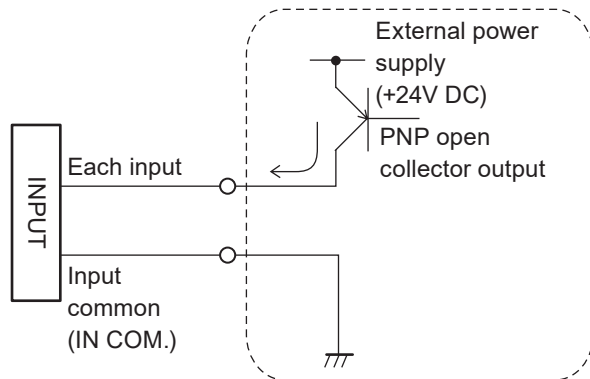 External power
supply
(+24V DC)
PNP open
collector output
Each input
INPUT
Input
common
(IN COM.)